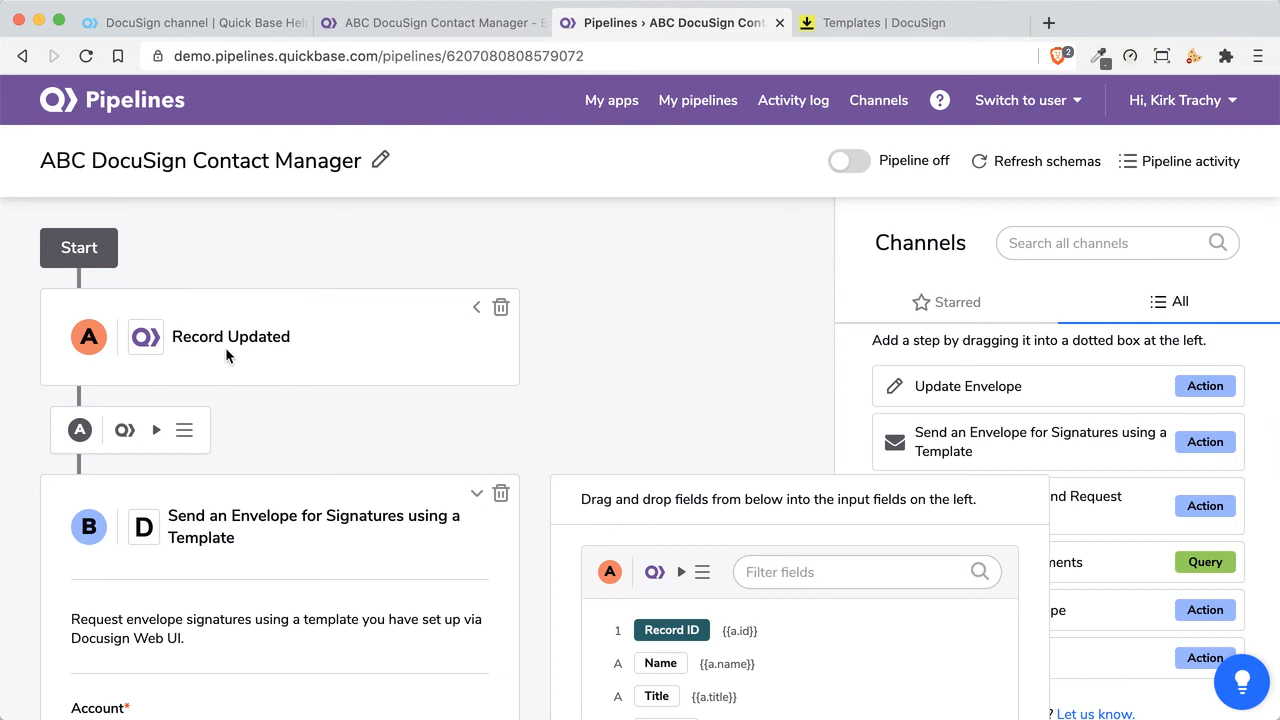 DocuSign channel | Quick Base Hel
ABC DocuSign Contact Manager - E
Pipelines › ABC DocuSign Cont
Templates | DocuSign
demo.pipelines.quickbase.com/pipelines/6207080808579072
2
Pipelines
My apps My pipelines Activity log Channels ? Switch to user Hi, Kirk Trachy
ABC DocuSign Contact Manager
Pipeline off Refresh schemas Pipeline activity
Start
Channels
Search all channels
Starred
All
A Record Updated
Add a step by dragging it into a dotted box at the left.
Update Envelope Action
A
Send an Envelope for Signatures using a
Template
Action
B D Send an Envelope for Signatures using a
Template
Drag and drop fields from below into the input fields on the left.
nd Request
Action
ments Query
A Filter fields
pe Action
Request envelope signatures using a template you have set up via
Docusign Web UI.
1 Record ID {{a.id}}
A Name {{a.name}}
Action
A Title {{a.title}}
Account*
? Let us know.